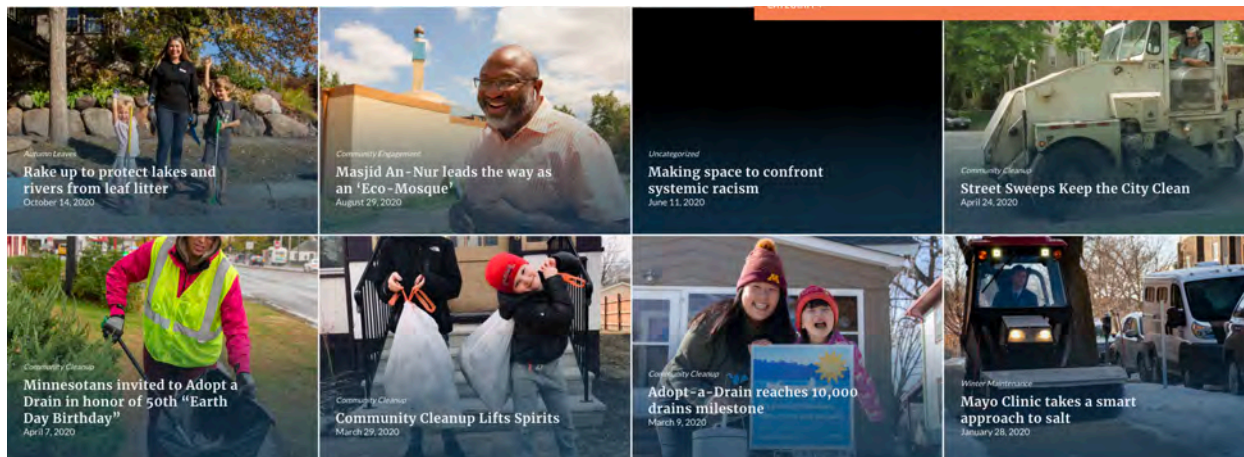 Autumn Leaves
Rake up to protect lakes and
rivers from leaf litter
October 14, 2020
Community Engagement
Masjid An-Nur leads the way as
an ‘Eco-Mosque’
August 29, 2020
Uncategorized
Making space to confront
systemic racism
June 11, 2020
Community Cleanup
Street Sweeps Keep the City Clean
April 24, 2020
Community Cleanup
Minnesotans invited to Adopt a
Drain in honor of 50th “Earth
Day Birthday”
April 7, 2020
Community Cleanup
Community Cleanup Lifts Spirits
March 29, 2020
Community Cleanup
Adopt-a-Drain reaches 10,000
drains milestone
March 9, 2020
Winter Maintenance
Mayo Clinic takes a smart
approach to salt
January 28, 2020